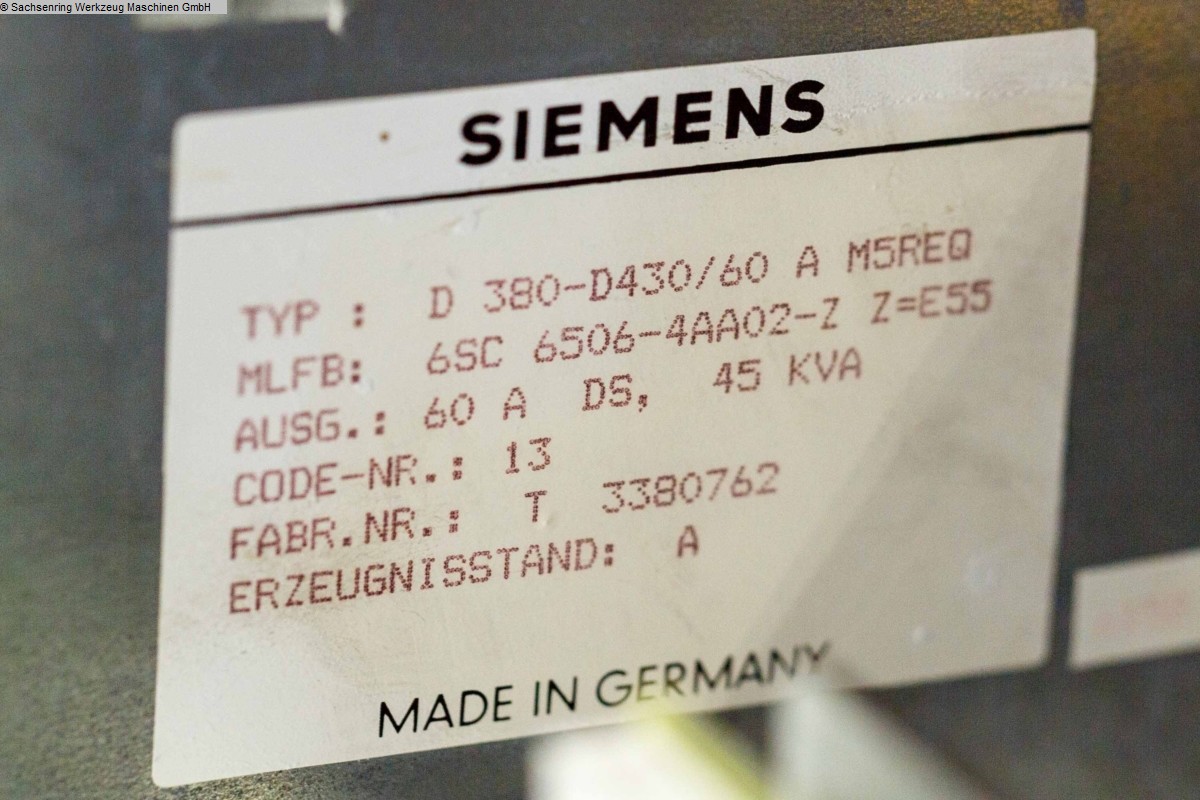 © Sachsenring Werkzeug Maschinen GmbH
SIEMENS
TYP : D 380-D430/60 A M5REQ
MLFB: 6SC 6506-4AA02-Z Z=E55
AUSG.: 60 A DS, 45 KVA
CODE-NR.: 13
FABR.NR.: T 3380762
ERZEUGNISSTAND: A
MADE IN GERMANY